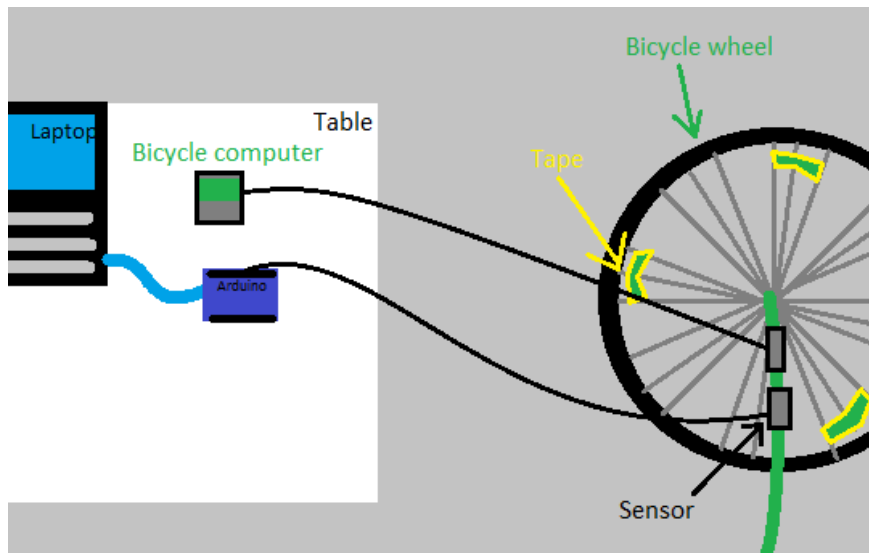 Bicycle wheel
Laptop
Table
Bicycle computer
Tape
Arduino
Sensor